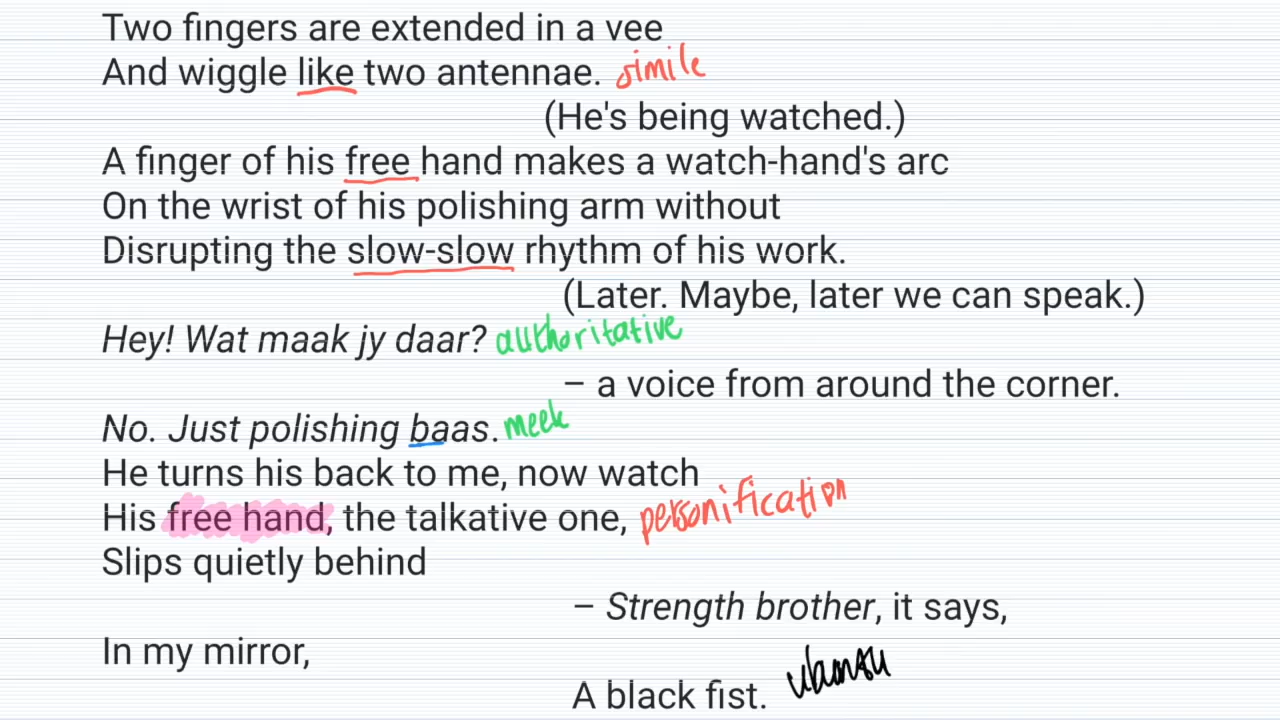 Two fingers are extended in a vee
And wiggle like two antennae. simile
(He's being watched.)
A finger of his free hand makes a watch-hand's arc
On the wrist of his polishing arm without
Disrupting the slow-slow rhythm of his work.
(Later. Maybe, later we can speak.)
Hey! Wat maak jy daar? authoritative
– a voice from around the corner.
No. Just polishing baas. meek
He turns his back to me, now watch
His free hand, the talkative one, personification
Slips quietly behind
– Strength brother, it says,
In my mirror,
A black fist.